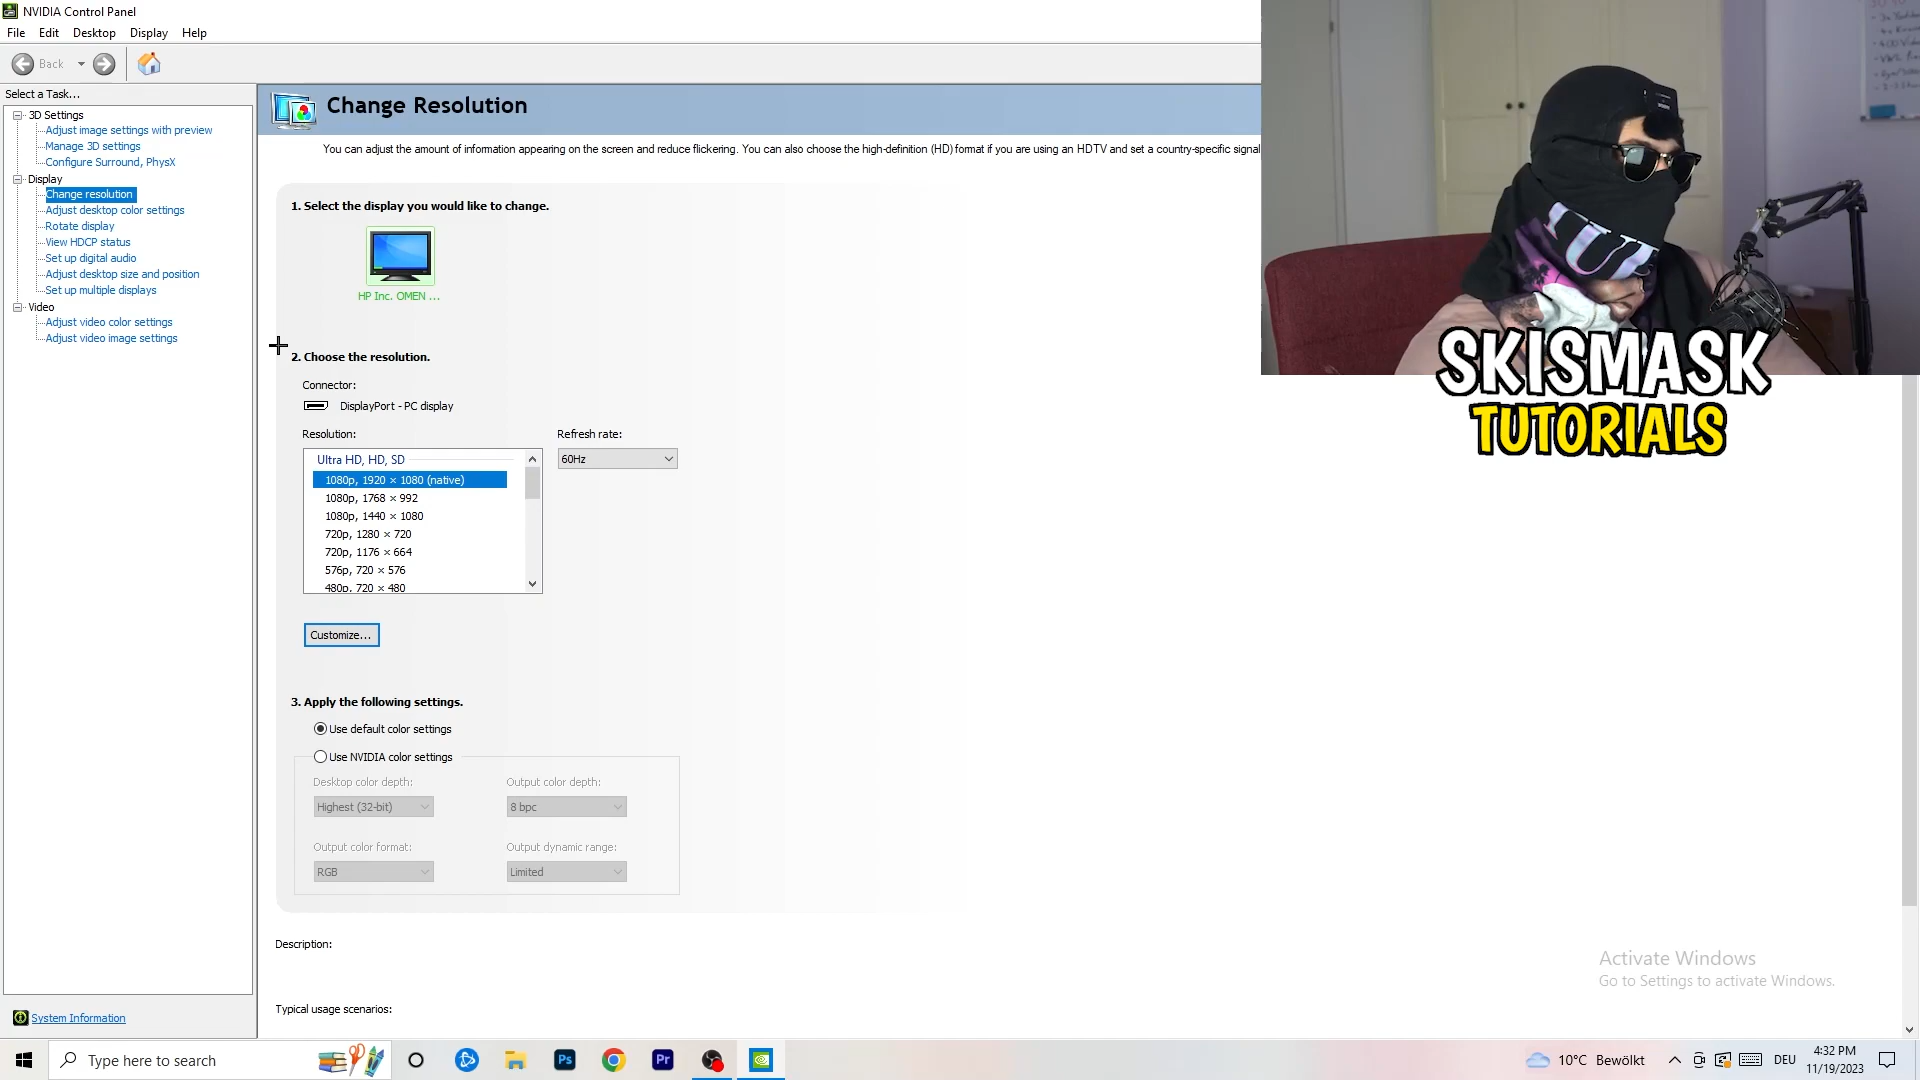 NVIDIA Control Panel
File Edit Desktop Display Help
Back
Select a Task...
3D Settings
Adjust image settings with preview
Manage 3D settings
Configure Surround, PhysX
Display
Change resolution
Adjust desktop color settings
Rotate display
View HDCP status
Set up digital audio
Adjust desktop size and position
Set up multiple displays
Video
Adjust video color settings
Adjust video image settings
System Information
Change Resolution
You can adjust the amount of information appearing on the screen and reduce flickering. You can also choose the high-definition (HD) format if you are using an HDTV and set a country-specific signal
1. Select the display you would like to change.
HP Inc. OMEN ...
2. Choose the resolution.
Connector:
DisplayPort - PC display
Resolution:
Refresh rate:
Ultra HD, HD, SD
60Hz
1080p, 1920 × 1080 (native)
1080p, 1768 × 992
1080p, 1440 × 1080
720p, 1280 × 720
720p, 1176 × 664
576p, 720 × 576
480p, 720 × 480
Customize...
3. Apply the following settings.
Use default color settings
Use NVIDIA color settings
Desktop color depth:
Output color depth:
Highest (32-bit)
8 bpc
Output color format:
Output dynamic range:
RGB
Limited
Description:
Typical usage scenarios:
SKISMASK
TUTORIALS
Activate Windows
Go to Settings to activate Windows.
Type here to search
Ps
Pr
10°C Bewölkt
DEU
4:32 PM
11/19/2023